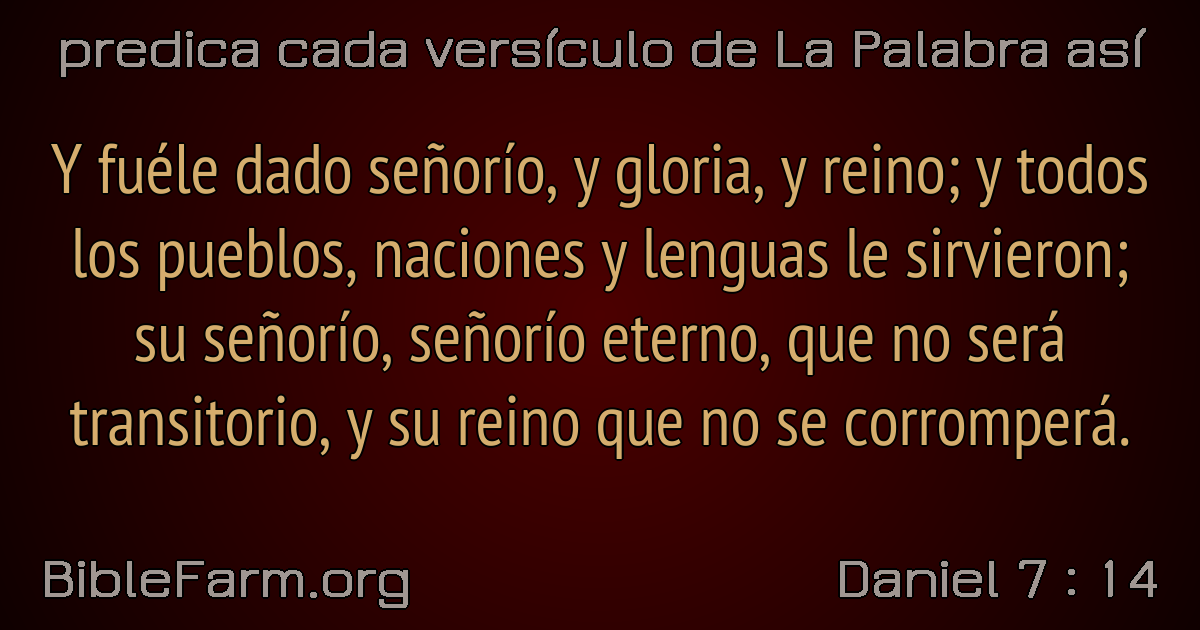 predica cada versículo de La Palabra así
Y fuéle dado señorío, y gloria, y reino; y todos
los pueblos, naciones y lenguas le sirvieron;
su señorío, señorío eterno, que no será
transitorio, y su reino que no se corromperá.
BibleFarm.org
Daniel 7 : 14